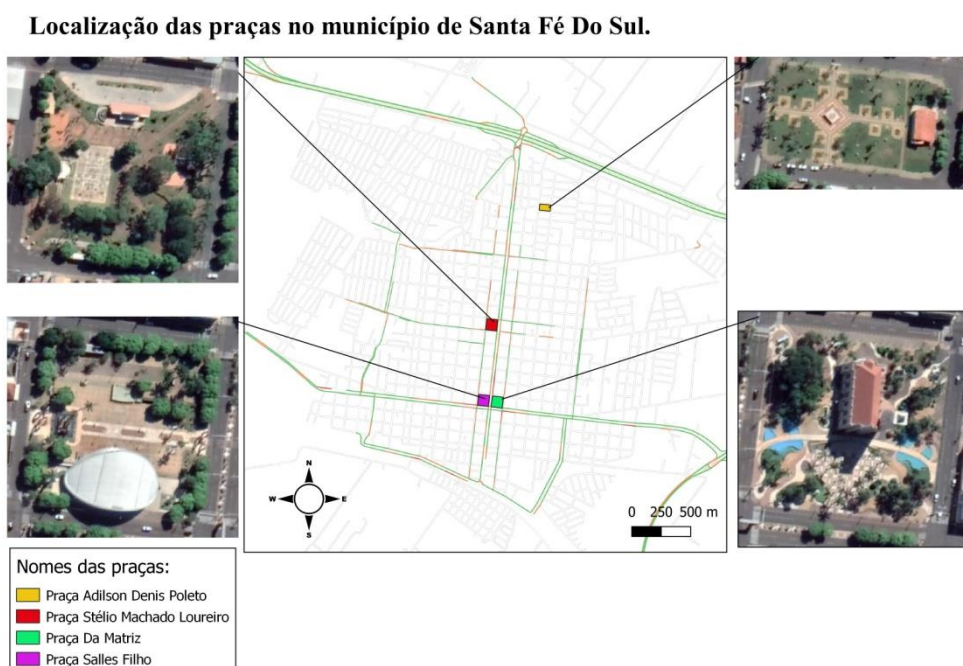 Localização das praças no município de Santa Fé Do Sul.
N
W E
S
0 250 500 m
Nomes das praças:
Praça Adilson Denis Poleto
Praça Stélio Machado Loureiro
Praça Da Matriz
Praça Salles Filho